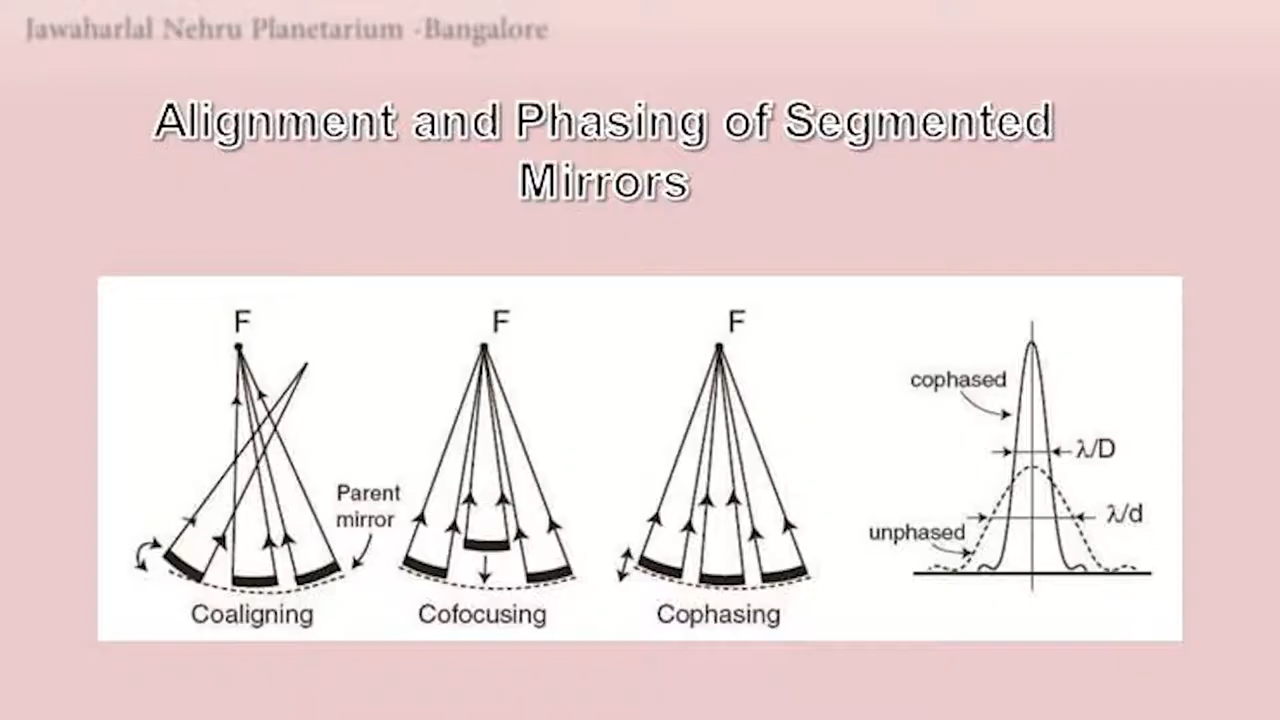 Jawaharlal Nehru Planetarium -Bangalore
Alignment and Phasing of Segmented
Mirrors
F
F
F
cophased
λ/D
Parent
mirror
λ/d
unphased
Coaligning
Cofocusing
Cophasing